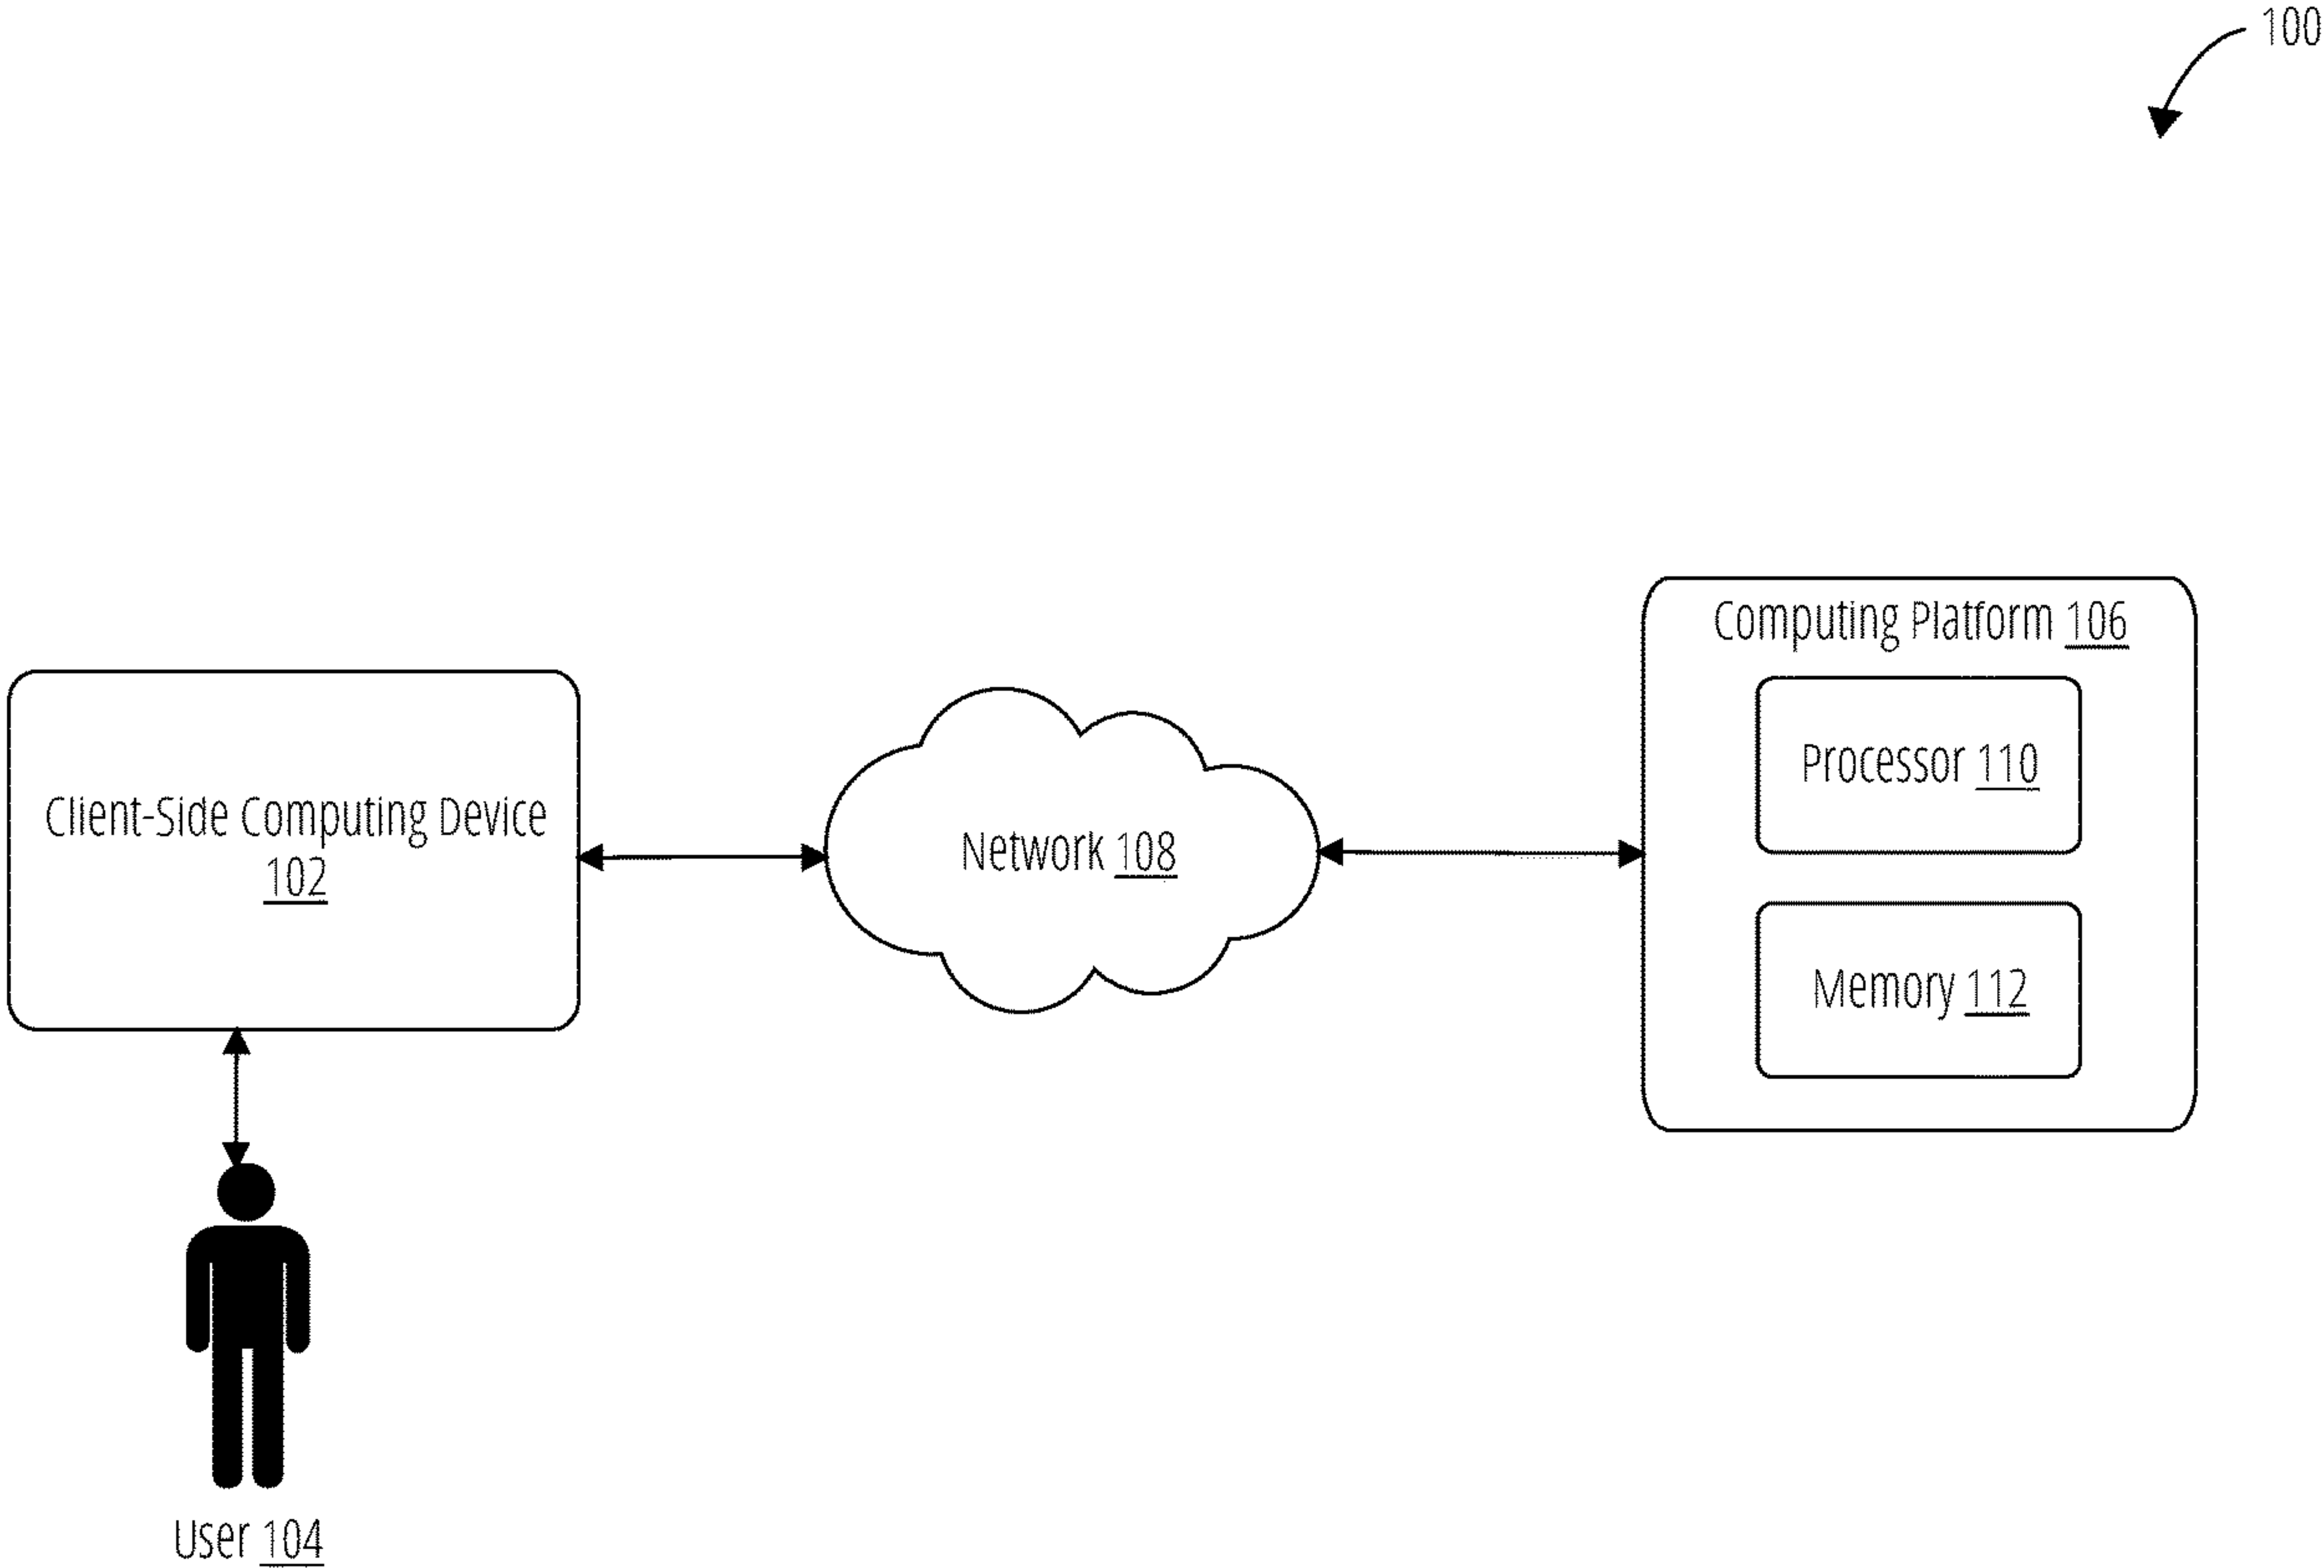 100
Computing Platform 106
Processor 110
Client-Side Computing Device
102
Network 108
Memory 112
User 104